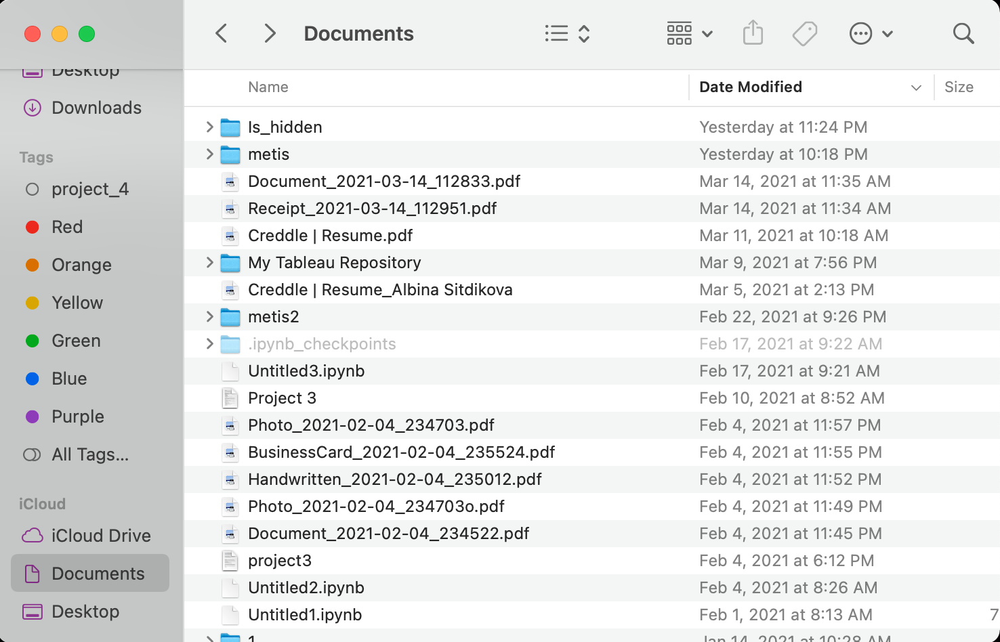 Documents
Desktop
Downloads
Tags
project_4
Red
Orange
Yellow
Green
Blue
Purple
All Tags...
iCloud
iCloud Drive
Documents
Desktop
Name Date Modified Size
Is_hidden Yesterday at 11:24 PM
metis Yesterday at 10:18 PM
Document_2021-03-14_112833.pdf Mar 14, 2021 at 11:35 AM
Receipt_2021-03-14_112951.pdf Mar 14, 2021 at 11:34 AM
Creddle | Resume.pdf Mar 11, 2021 at 10:18 AM
My Tableau Repository Mar 9, 2021 at 7:56 PM
Creddle | Resume_Albina Sitdikova Mar 5, 2021 at 2:13 PM
metis2 Feb 22, 2021 at 9:26 PM
.ipynb_checkpoints Feb 17, 2021 at 9:22 AM
Untitled3.ipynb Feb 17, 2021 at 9:21 AM
Project 3 Feb 10, 2021 at 8:52 AM
Photo_2021-02-04_234703.pdf Feb 4, 2021 at 11:57 PM
BusinessCard_2021-02-04_235524.pdf Feb 4, 2021 at 11:55 PM
Handwritten_2021-02-04_235012.pdf Feb 4, 2021 at 11:52 PM
Photo_2021-02-04_234703o.pdf Feb 4, 2021 at 11:49 PM
Document_2021-02-04_234522.pdf Feb 4, 2021 at 11:45 PM
project3 Feb 4, 2021 at 6:12 PM
Untitled2.ipynb Feb 4, 2021 at 8:26 AM
Untitled1.ipynb Feb 1, 2021 at 8:13 AM 7
1 Jan 14, 2021 at 10:28 AM